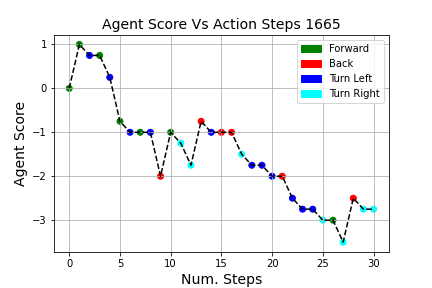 Agent Score Vs Action Steps 1665
Agent Score
1
0
−1
−2
−3
Forward
Back
Turn Left
Turn Right
0 5 10 15 20 25 30
Num. Steps